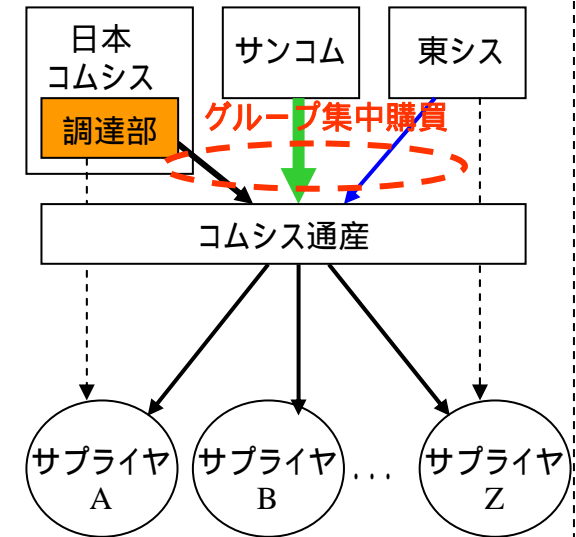 日本
コムシス
調達部
サンコム
東シス
グループ集中購買
コムシス通産
サプライヤ
A
サプライヤ
B
...
サプライヤ
Z